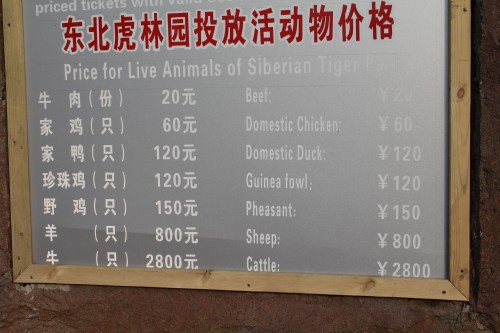 priced tickets with valid
东北虎林园投放活动物价格
Price for Live Animals of Siberian Tiger
牛 肉(份) 20元 Beef: ¥ 20
家 鸡(只) 60元 Domestic Chicken: ¥ 60
家 鸭(只) 120元 Domestic Duck: ¥ 120
珍珠鸡(只) 120元 Guinea fowl: ¥ 120
野 鸡(只) 150元 Pheasant: ¥ 150
羊 (只) 800元 Sheep: ¥ 800
牛 (只) 2800元 Cattle: ¥ 2800